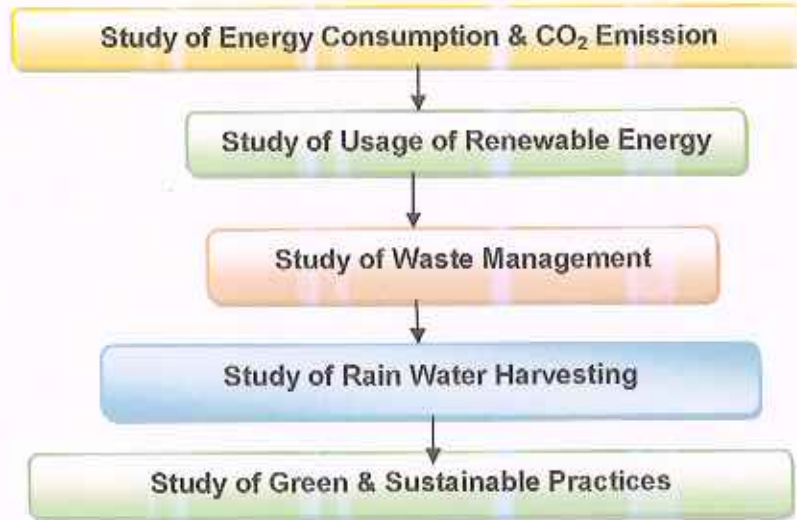 Study of Energy Consumption & CO₂ Emission
Study of Usage of Renewable Energy
Study of Waste Management
Study of Rain Water Harvesting
Study of Green & Sustainable Practices